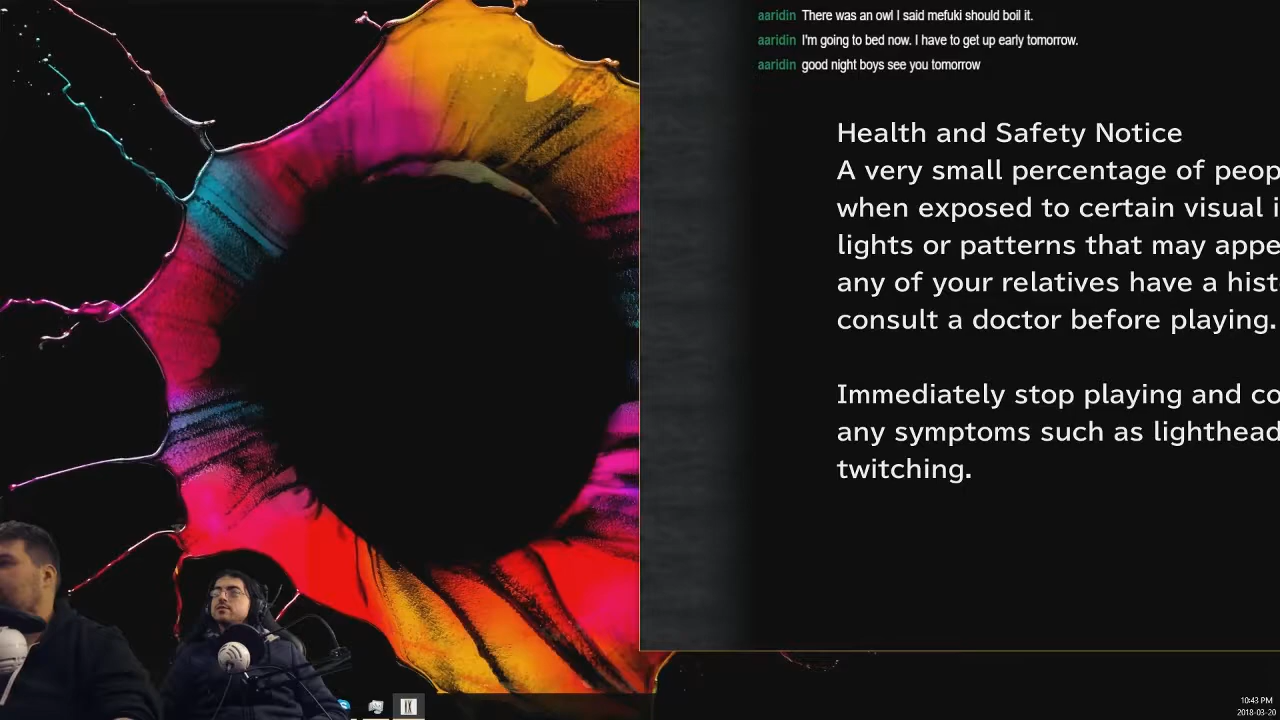 aaridin There was an owl I said mefuki should boil it.
aaridin I'm going to bed now. I have to get up early tomorrow.
aaridin good night boys see you tomorrow
Health and Safety Notice
A very small percentage of peop
when exposed to certain visual i
lights or patterns that may appe
any of your relatives have a hist
consult a doctor before playing.
Immediately stop playing and co
any symptoms such as lighthead
twitching.
10:43 PM
2018-03-20